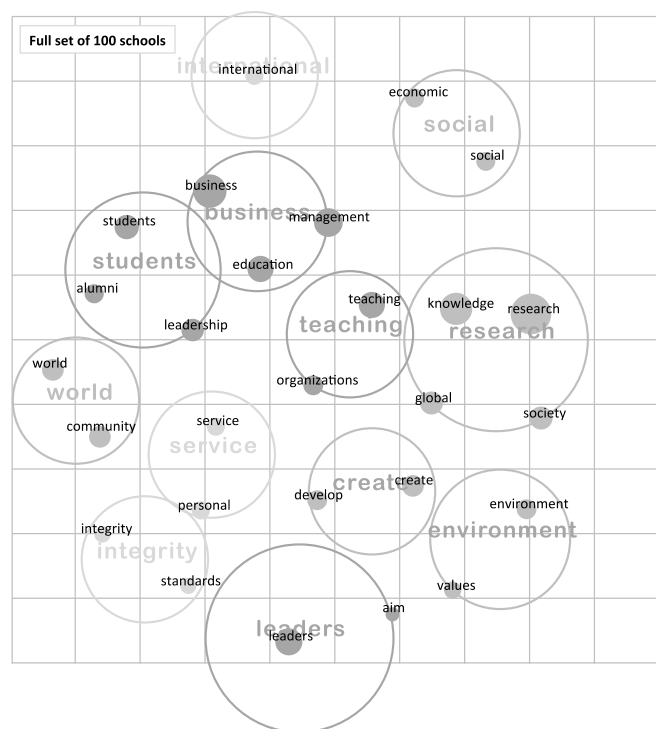 Full set of 100 schools
international
international
economic
social
social
business
business
management
students
students
education
alumni
leadership
teaching
teaching
knowledge
research
research
organizations
world
world
community
global
society
service
service
personal
create
create
develop
environment
environment
integrity
integrity
standards
values
aim
leaders
leaders